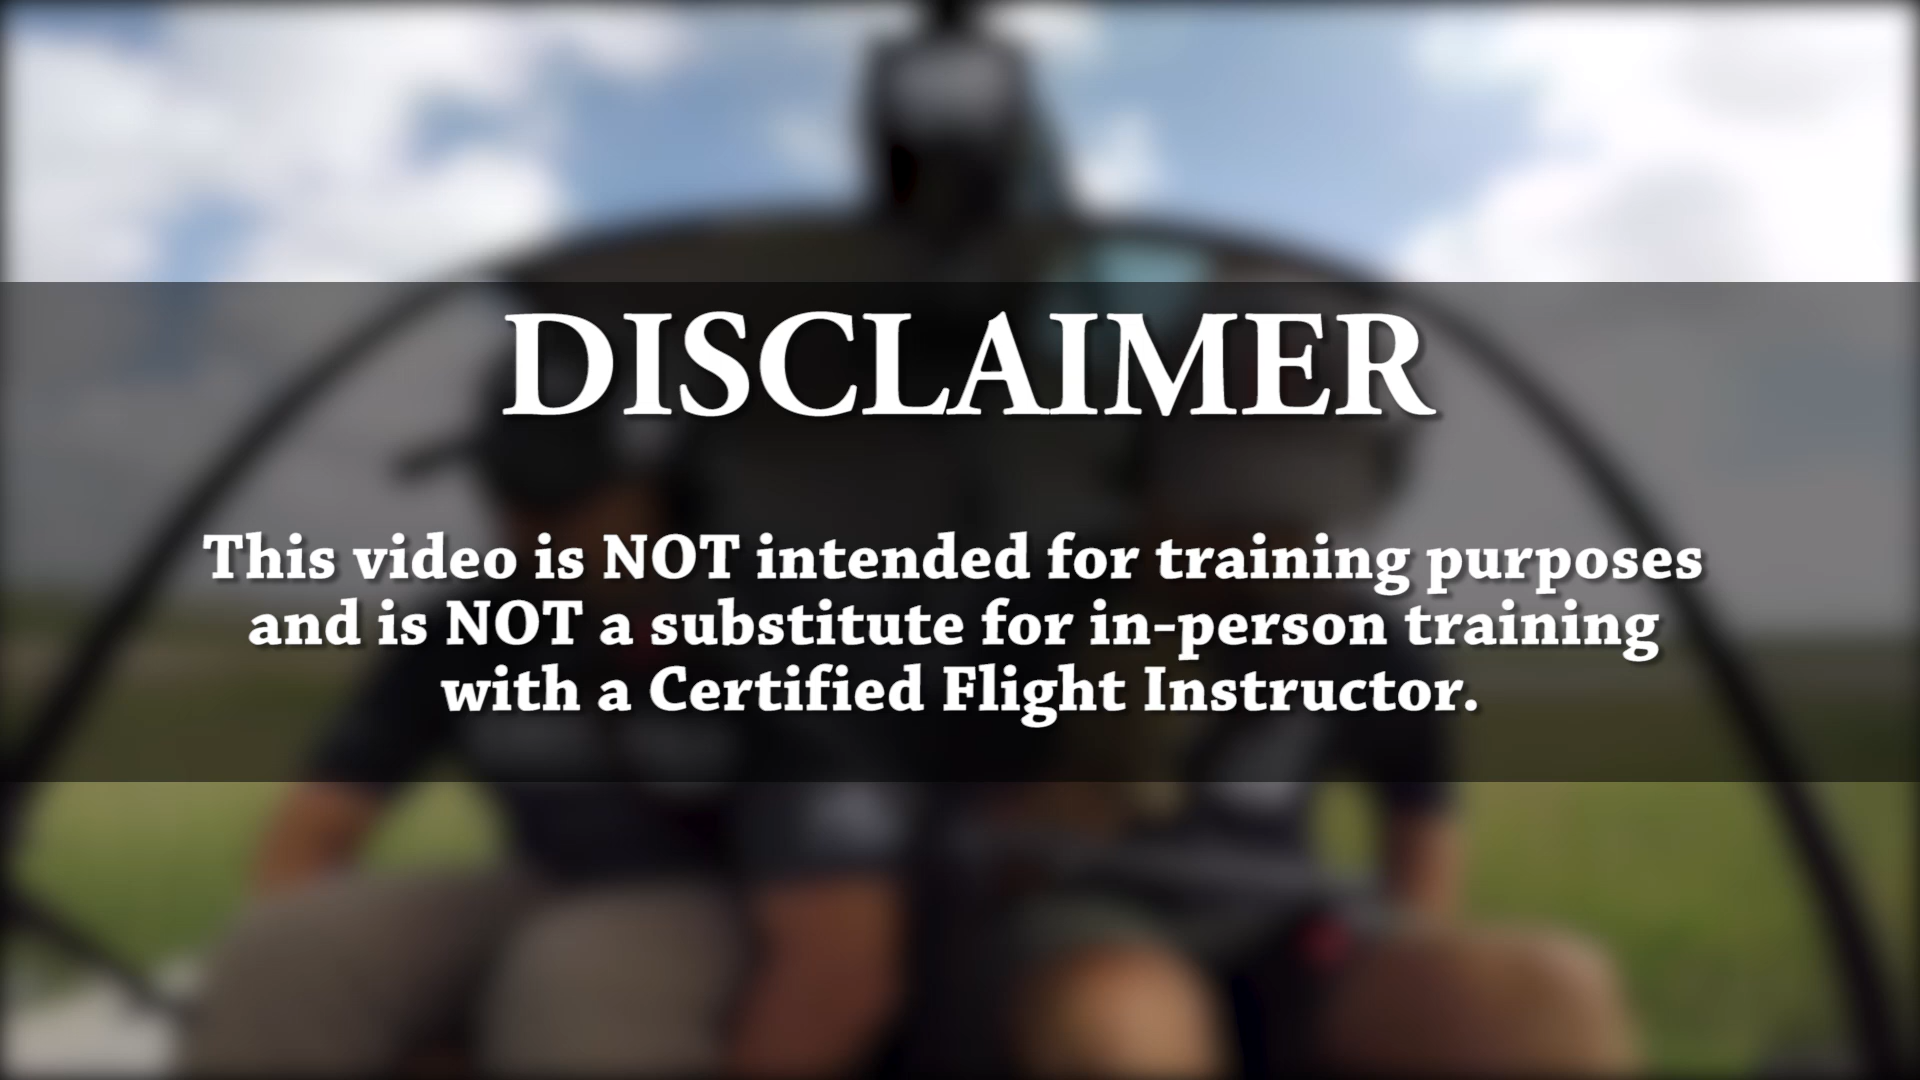 DISCLAIMER
This video is NOT intended for training purposes
and is NOT a substitute for in-person training
with a Certified Flight Instructor.